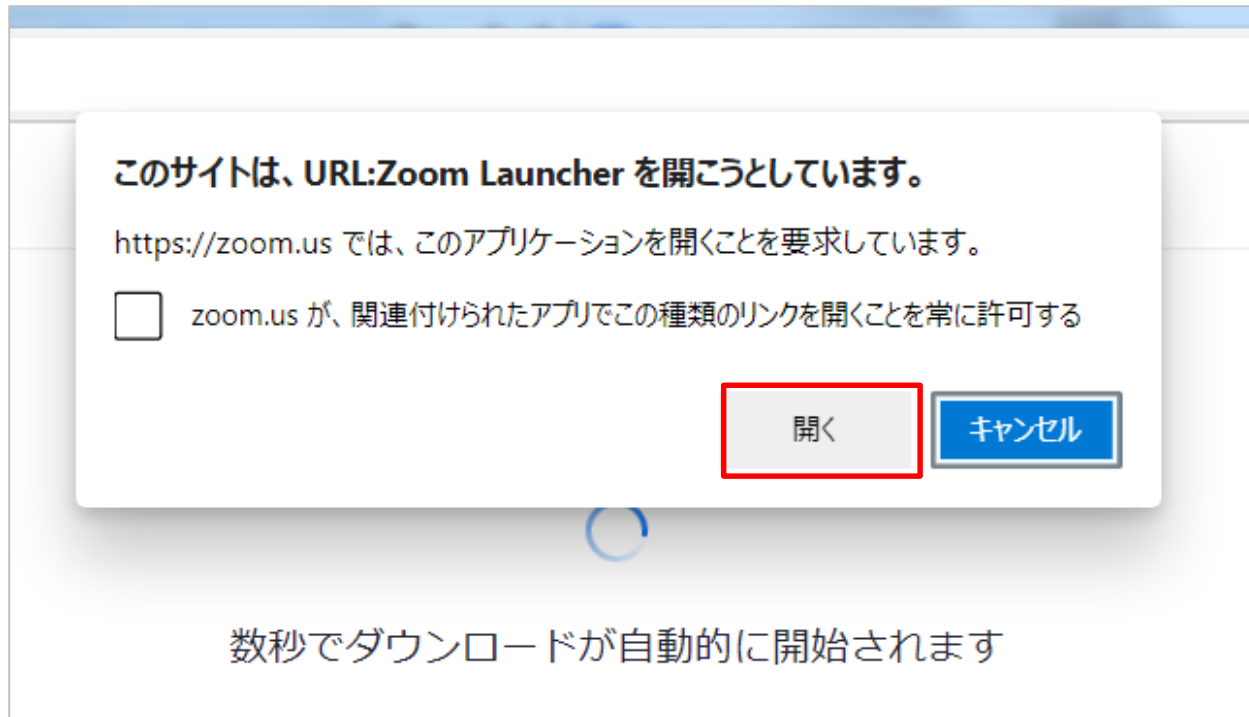 このサイトは、URL:Zoom Launcher を開こうとしています。
https://zoom.us では、このアプリケーションを開くことを要求しています。
zoom.us が、関連付けられたアプリでこの種類のリンクを開くことを常に許可する
開く
キャンセル
数秒でダウンロードが自動的に開始されます